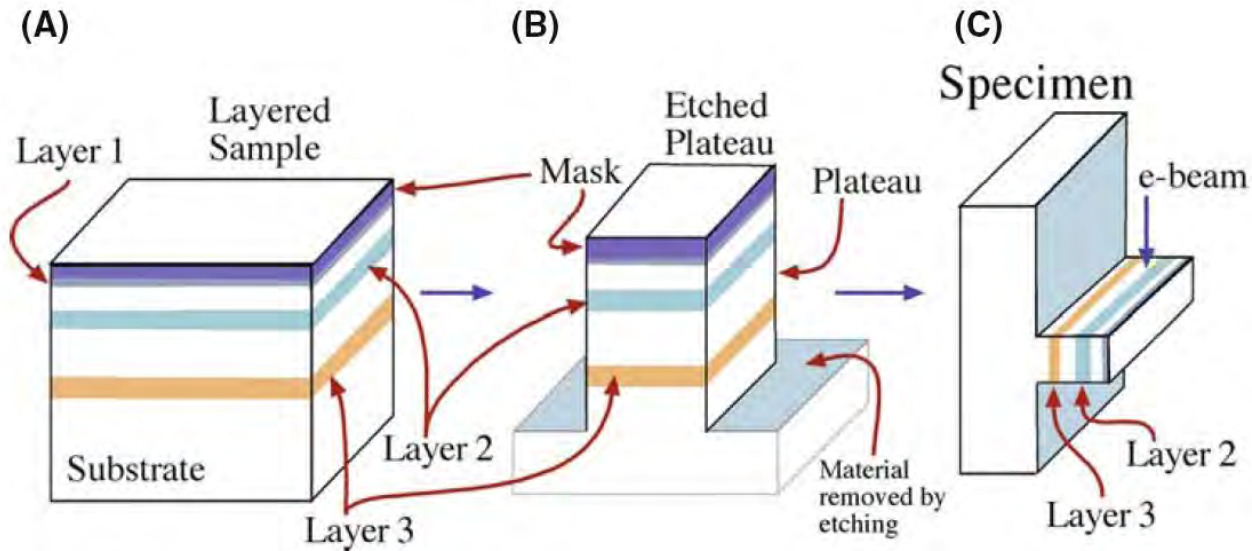 (A)
Layered
Sample
Layer 1
Substrate
(B)
Etched
Plateau
Mask
Plateau
Layer 2
Layer 3
Material
removed by
etching
(C)
Specimen
e-beam
Layer 2
Layer 3